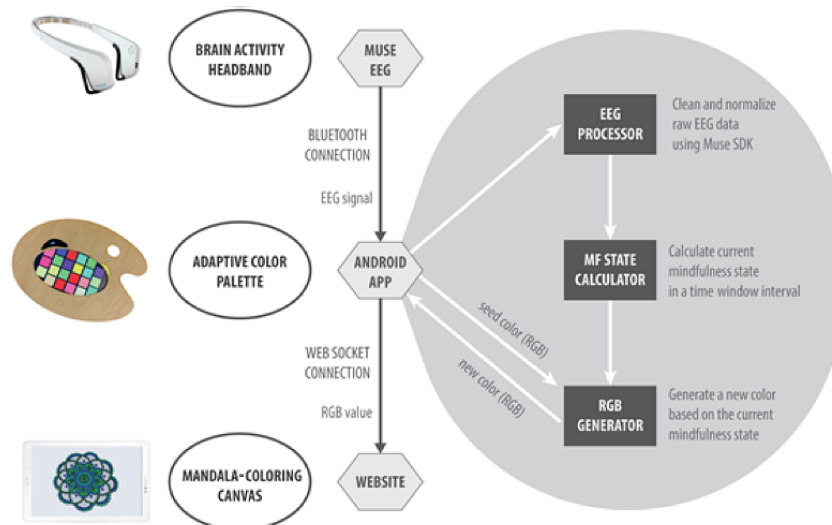 BRAIN ACTIVITY
HEADBAND
MUSE
EEG
BLUETOOTH
CONNECTION
EEG signal
EEG
PROCESSOR
Clean and normalize
raw EEG data
using Muse SDK
ADAPTIVE COLOR
PALETTE
ANDROID
APP
MF STATE
CALCULATOR
Calculate current
mindfulness state
in a time window interval
seed color (RGB)
new color (RGB)
WEB SOCKET
CONNECTION
RGB value
RGB
GENERATOR
Generate a new color
based on the current
mindfulness state
MANDALA-COLORING
CANVAS
WEBSITE